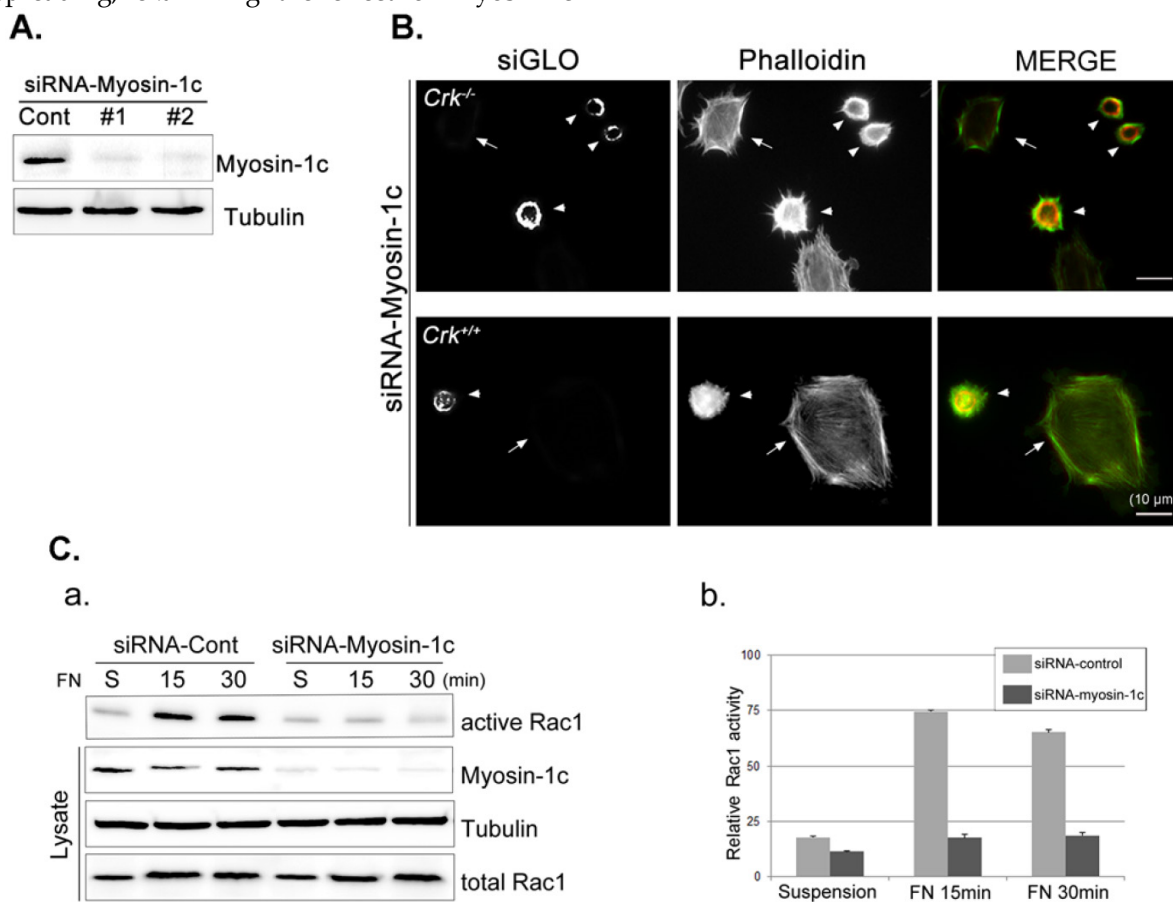 A.
siRNA-Myosin-1c
Cont #1 #2
Myosin-1c
Tubulin
B.
siGLO Phalloidin MERGE
siRNA-Myosin-1c
Crk-/-
Crk+/+
(10 µm
C.
a.
siRNA-Cont siRNA-Myosin-1c
FN S 15 30 S 15 30 (min)
active Rac1
Lysate
Myosin-1c
Tubulin
total Rac1
b.
Relative Rac1 activity
100
75
50
25
0
siRNA-control
siRNA-myosin-1c
Suspension FN 15min FN 30min